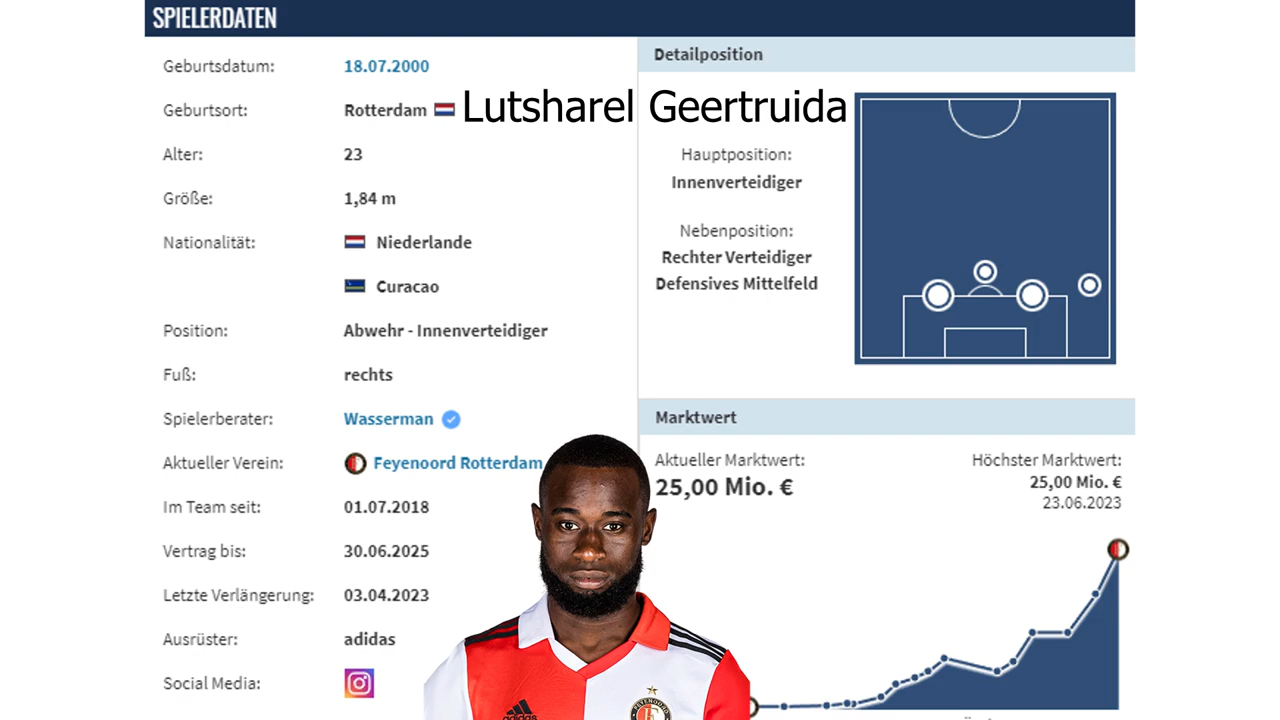 SPIELERDATEN
Geburtsdatum: 18.07.2000
Geburtsort: Rotterdam
Lutsharel Geertruida
Alter: 23
Größe: 1,84 m
Nationalität: Niederlande
Curacao
Position: Abwehr - Innenverteidiger
Fuß: rechts
Spielerberater: Wasserman
Aktueller Verein: Feyenoord Rotterdam
Im Team seit: 01.07.2018
Vertrag bis: 30.06.2025
Letzte Verlängerung: 03.04.2023
Ausrüster: adidas
Social Media:
Detailposition
Hauptposition:
Innenverteidiger
Nebenposition:
Rechter Verteidiger
Defensives Mittelfeld
Marktwert
Aktueller Marktwert:
25,00 Mio. €
Höchster Marktwert:
25,00 Mio. €
23.06.2023